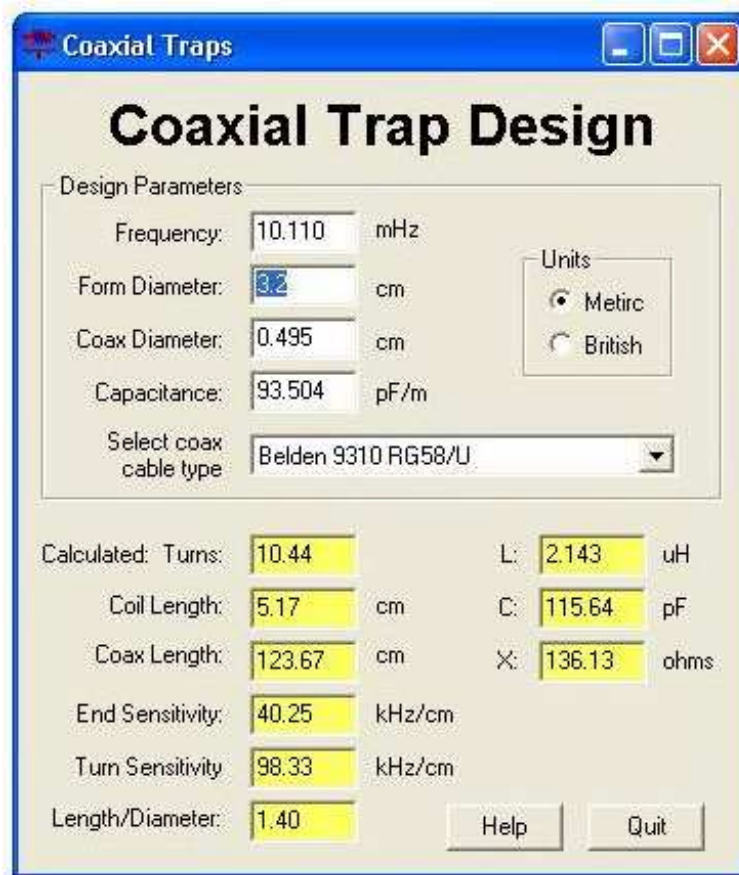 Coaxial Traps
Coaxial Trap Design
Design Parameters
Frequency: 10.110 mHz
Form Diameter: 3.2 cm
Coax Diameter: 0.495 cm
Capacitance: 93.504 pF/m
Units
Metirc
British
Select coax
cable type
Belden 9310 RG58/U
Calculated: Turns: 10.44
L: 2.143 uH
Coil Length: 5.17 cm
C: 115.64 pF
Coax Length: 123.67 cm
X: 136.13 ohms
End Sensitivity: 40.25 kHz/cm
Turn Sensitivity 98.33 kHz/cm
Length/Diameter: 1.40
Help
Quit